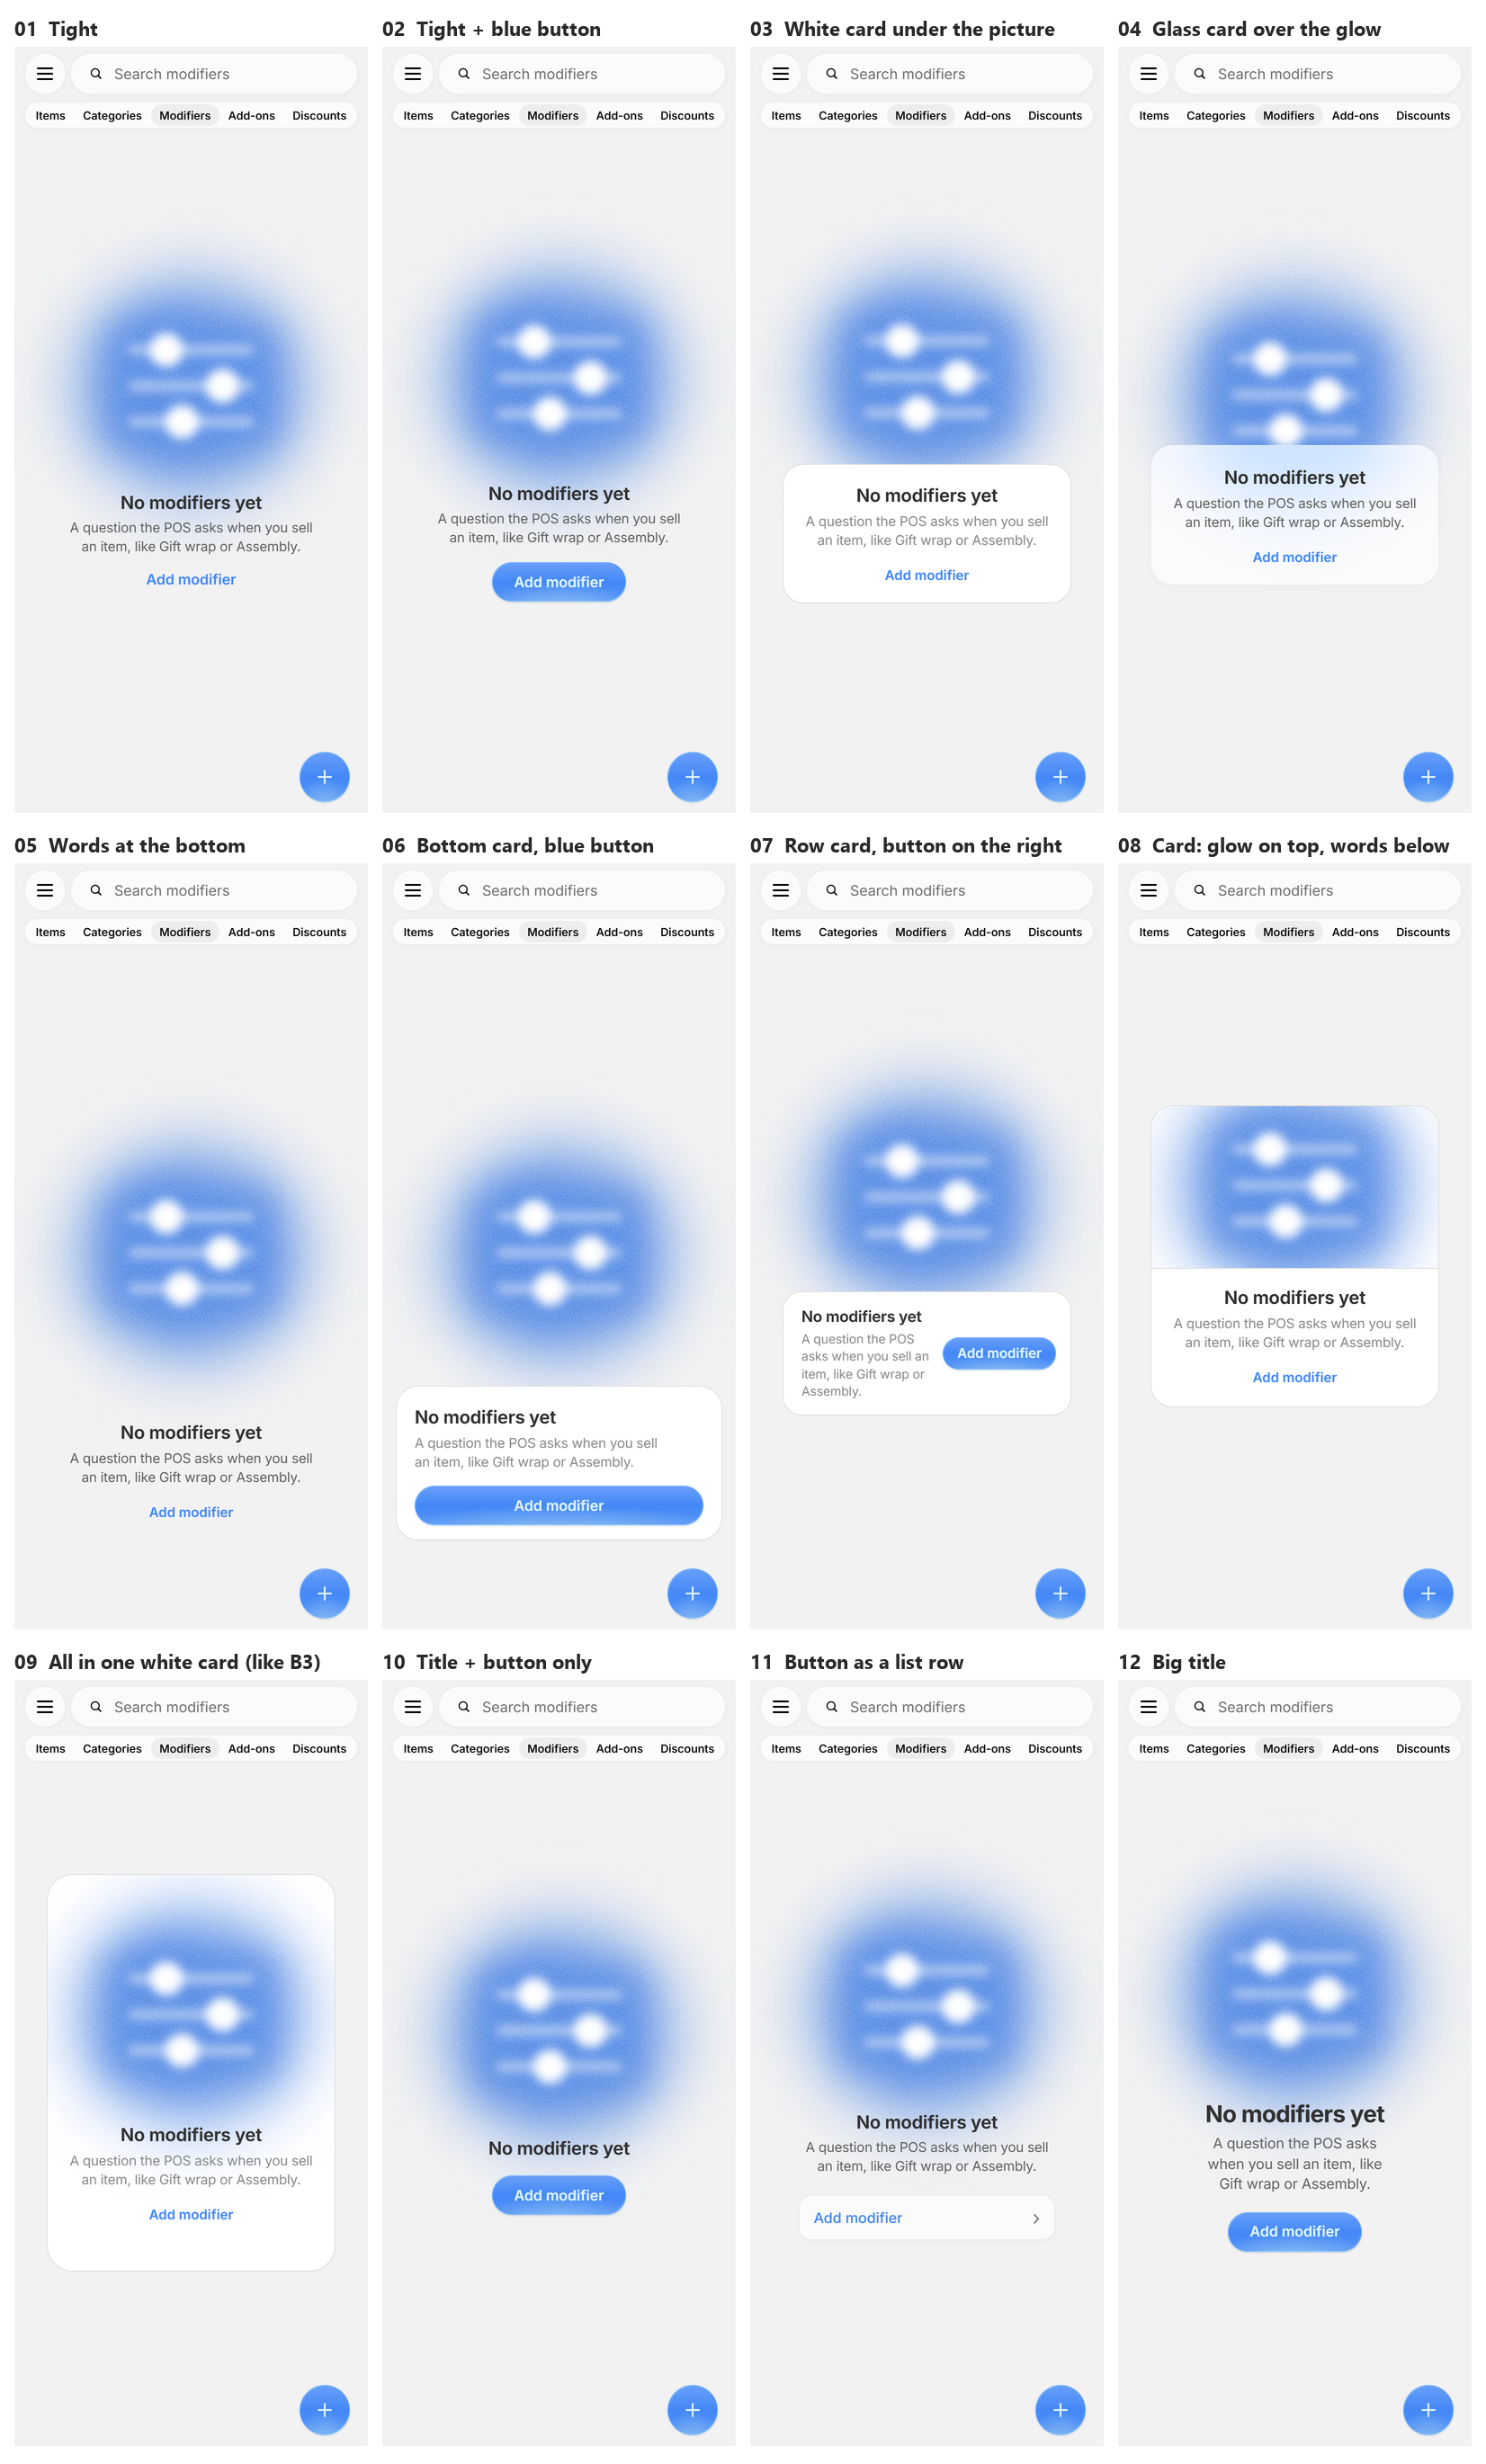 01 Tight
Search modifiers
Items Categories Modifiers Add-ons Discounts
No modifiers yet
A question the POS asks when you sell
an item, like Gift wrap or Assembly.
Add modifier
02 Tight + blue button
Search modifiers
Items Categories Modifiers Add-ons Discounts
No modifiers yet
A question the POS asks when you sell
an item, like Gift wrap or Assembly.
Add modifier
03 White card under the picture
Search modifiers
Items Categories Modifiers Add-ons Discounts
No modifiers yet
A question the POS asks when you sell
an item, like Gift wrap or Assembly.
Add modifier
04 Glass card over the glow
Search modifiers
Items Categories Modifiers Add-ons Discounts
No modifiers yet
A question the POS asks when you sell
an item, like Gift wrap or Assembly.
Add modifier
05 Words at the bottom
Search modifiers
Items Categories Modifiers Add-ons Discounts
No modifiers yet
A question the POS asks when you sell
an item, like Gift wrap or Assembly.
Add modifier
06 Bottom card, blue button
Search modifiers
Items Categories Modifiers Add-ons Discounts
No modifiers yet
A question the POS asks when you sell
an item, like Gift wrap or Assembly.
Add modifier
07 Row card, button on the right
Search modifiers
Items Categories Modifiers Add-ons Discounts
No modifiers yet
A question the POS
asks when you sell an
item, like Gift wrap or
Assembly.
Add modifier
08 Card: glow on top, words below
Search modifiers
Items Categories Modifiers Add-ons Discounts
No modifiers yet
A question the POS asks when you sell
an item, like Gift wrap or Assembly.
Add modifier
09 All in one white card (like B3)
Search modifiers
Items Categories Modifiers Add-ons Discounts
No modifiers yet
A question the POS asks when you sell
an item, like Gift wrap or Assembly.
Add modifier
10 Title + button only
Search modifiers
Items Categories Modifiers Add-ons Discounts
No modifiers yet
Add modifier
11 Button as a list row
Search modifiers
Items Categories Modifiers Add-ons Discounts
No modifiers yet
A question the POS asks when you sell
an item, like Gift wrap or Assembly.
Add modifier
12 Big title
Search modifiers
Items Categories Modifiers Add-ons Discounts
No modifiers yet
A question the POS asks
when you sell an item, like
Gift wrap or Assembly.
Add modifier